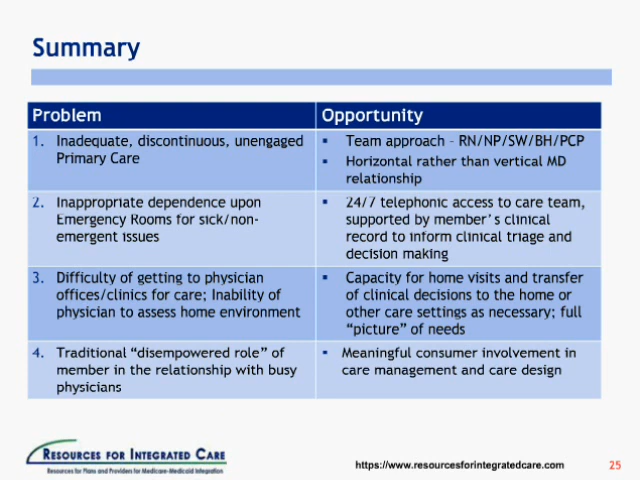 Summary
Problem
Opportunity
1. Inadequate, discontinuous, unengaged
Primary Care
▪ Team approach – RN/NP/SW/BH/PCP
▪ Horizontal rather than vertical MD
relationship
2. Inappropriate dependence upon
Emergency Rooms for sick/non-
emergent issues
▪ 24/7 telephonic access to care team,
supported by member's clinical
record to inform clinical triage and
decision making
3. Difficulty of getting to physician
offices/clinics for care; Inability of
physician to assess home environment
▪ Capacity for home visits and transfer
of clinical decisions to the home or
other care settings as necessary; full
“picture” of needs
4. Traditional “disempowered role” of
member in the relationship with busy
physicians
▪ Meaningful consumer involvement in
care management and care design
RESOURCES FOR INTEGRATED CARE
Resources for Plans and Providers for Medicare-Medicaid Integration
https://www.resourcesforintegratedcare.com
25